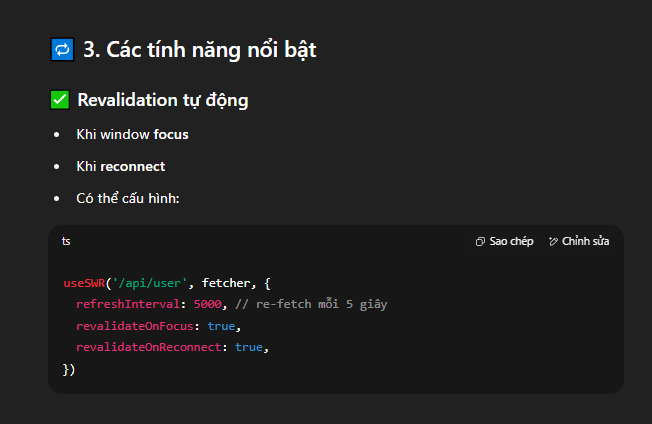 3. Các tính năng nổi bật
Revalidation tự động
• Khi window focus
• Khi reconnect
• Có thể cấu hình:
ts
Sao chép
Chỉnh sửa
useSWR('/api/user', fetcher, {
  refreshInterval: 5000, // re-fetch mỗi 5 giây
  revalidateOnFocus: true,
  revalidateOnReconnect: true,
})